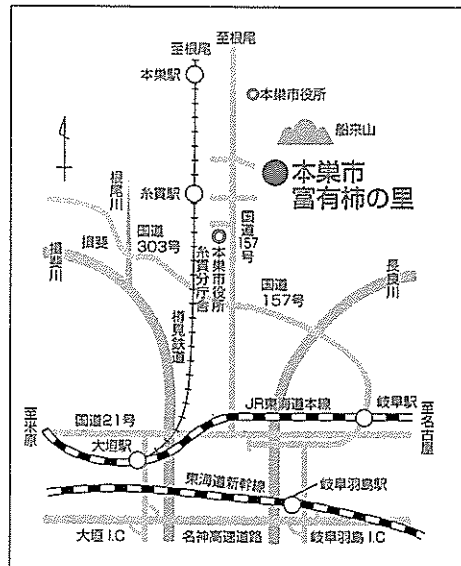 至根尾
至根尾
本巣駅
本巣市役所
船来山
本巣市
富有柿の里
糸貫駅
根尾川
国道
303号
揖斐
揖斐川
本巣市役所
糸貫分庁舎
国道
157号
国道
157号
長良川
樽見鉄道
JR東海道本線
岐阜駅
至米原
国道21号
大垣駅
至名古屋
東海道新幹線
岐阜羽島駅
大垣 I.C
名神高速道路
岐阜羽島 I.C